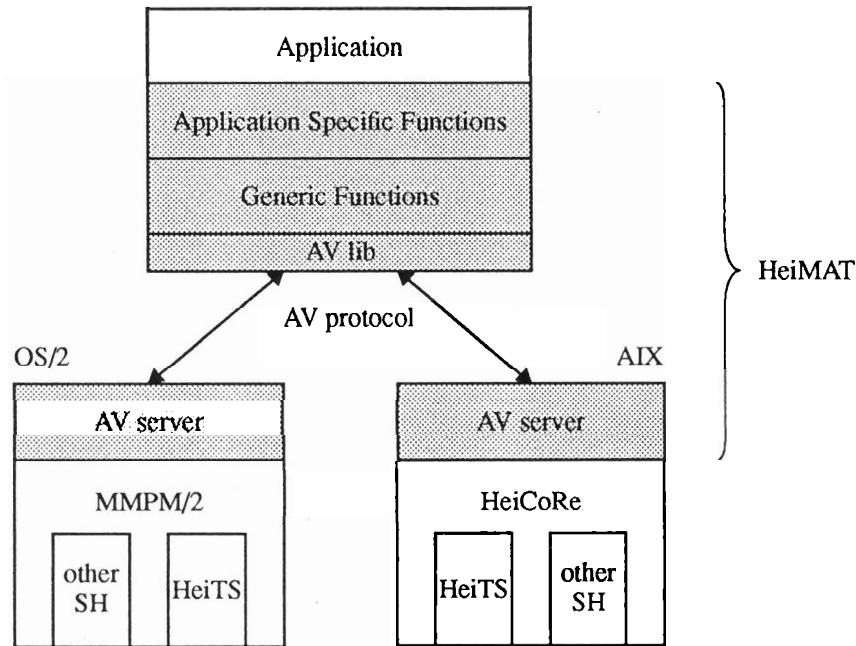 Application
Application Specific Functions
Generic Functions
AV lib
HeiMAT
AV protocol
OS/2
AIX
AV server
AV server
MMPM/2
HeiCoRe
other
SH
HeiTS
HeiTS
other
SH